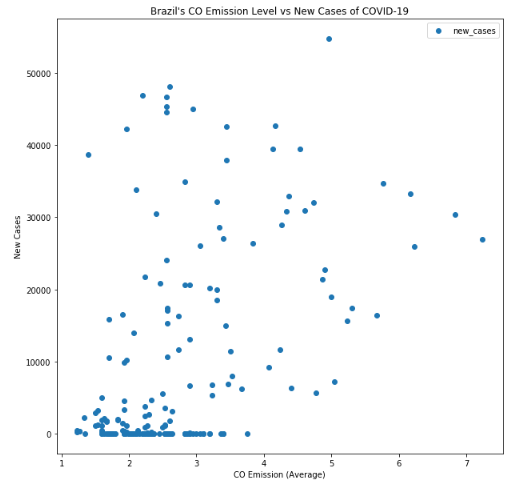 Brazil's CO Emission Level vs New Cases of COVID-19
new_cases
50000
40000
30000
20000
10000
0
New Cases
1 2 3 4 5 6 7
CO Emission (Average)